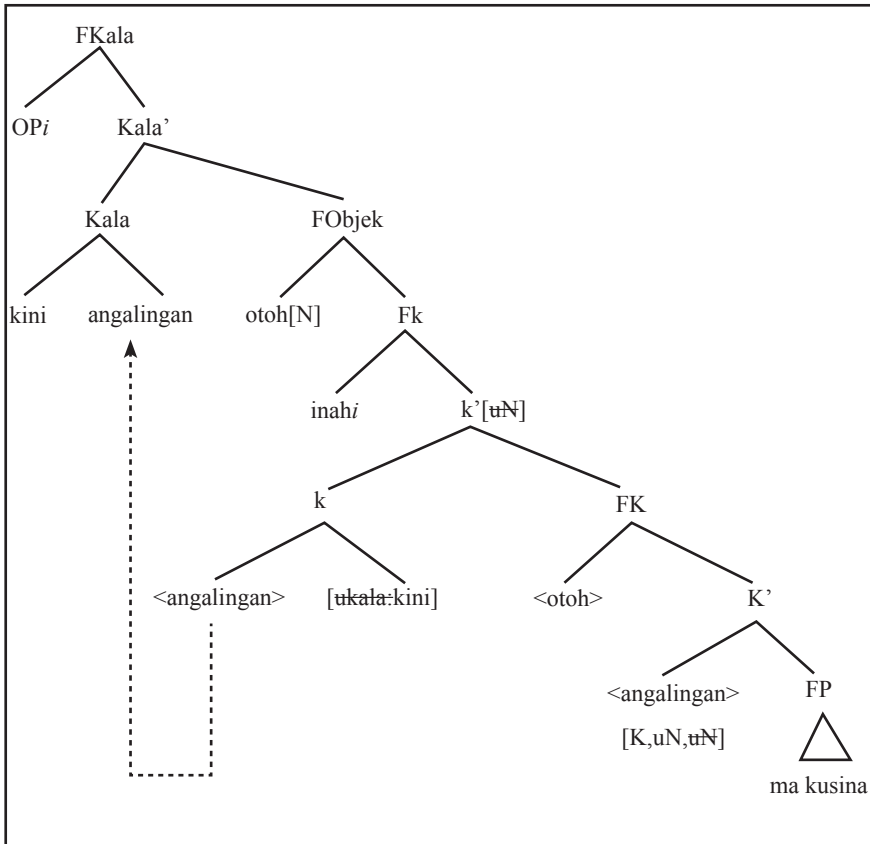 FKala
OPi Kala’
Kala FObjek
kini angalingan otoh[N] Fk
inahi k’[uN]
k FK
<angalingan> [ukala:kini] <otoh> K’
<angalingan> FP
[K,uN,uN]
ma kusina